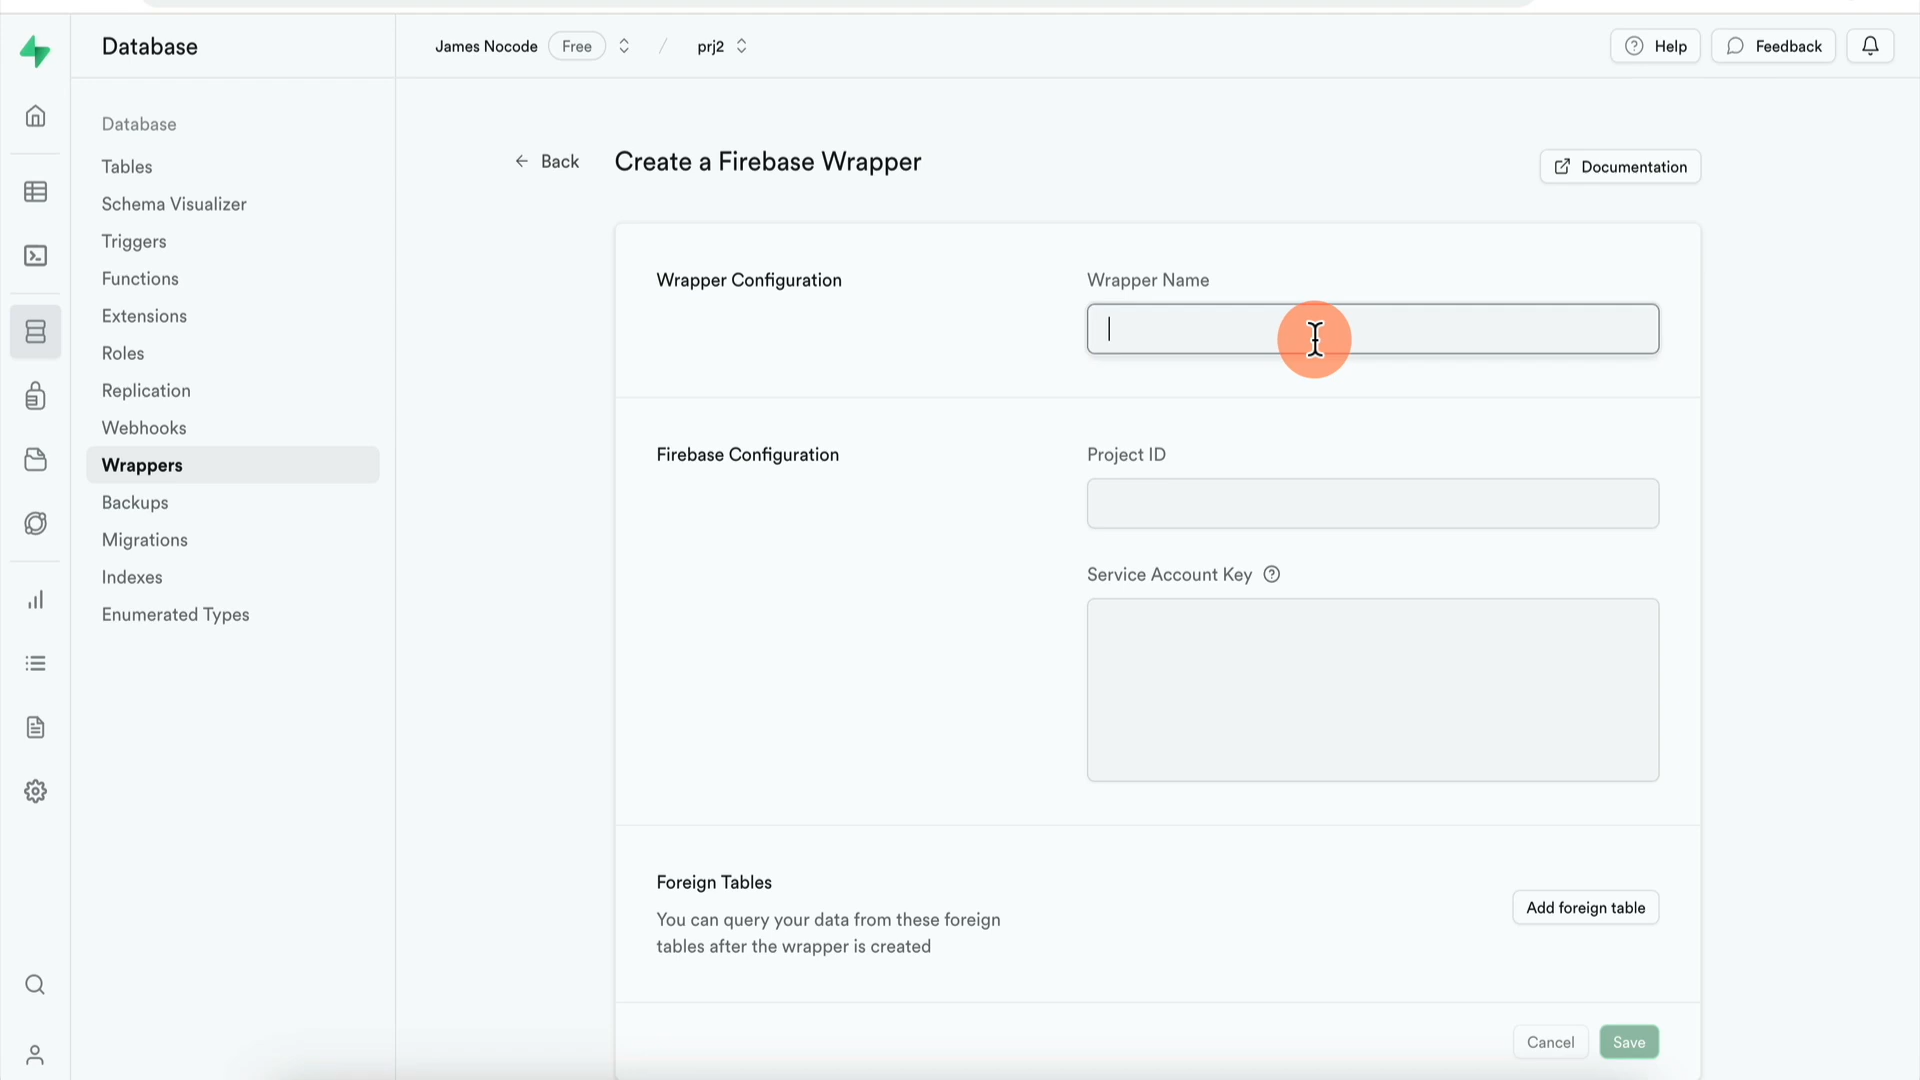 Database
James Nocode
Free
/
prj2
Help
Feedback
Database
Tables
Schema Visualizer
Triggers
Functions
Extensions
Roles
Replication
Webhooks
Wrappers
Backups
Migrations
Indexes
Enumerated Types
Back
Create a Firebase Wrapper
Documentation
Wrapper Configuration
Wrapper Name
Firebase Configuration
Project ID
Service Account Key
Foreign Tables
You can query your data from these foreign
tables after the wrapper is created
Add foreign table
Cancel
Save